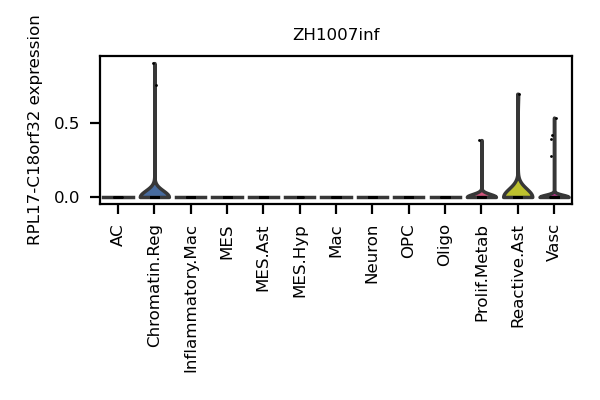 ZH1007inf
RPL17-C18orf32 expression
0.5
0.0
AC
Chromatin.Reg
Inflammatory.Mac
MES
MES.Ast
MES.Hyp
Mac
Neuron
OPC
Oligo
Prolif.Metab
Reactive.Ast
Vasc